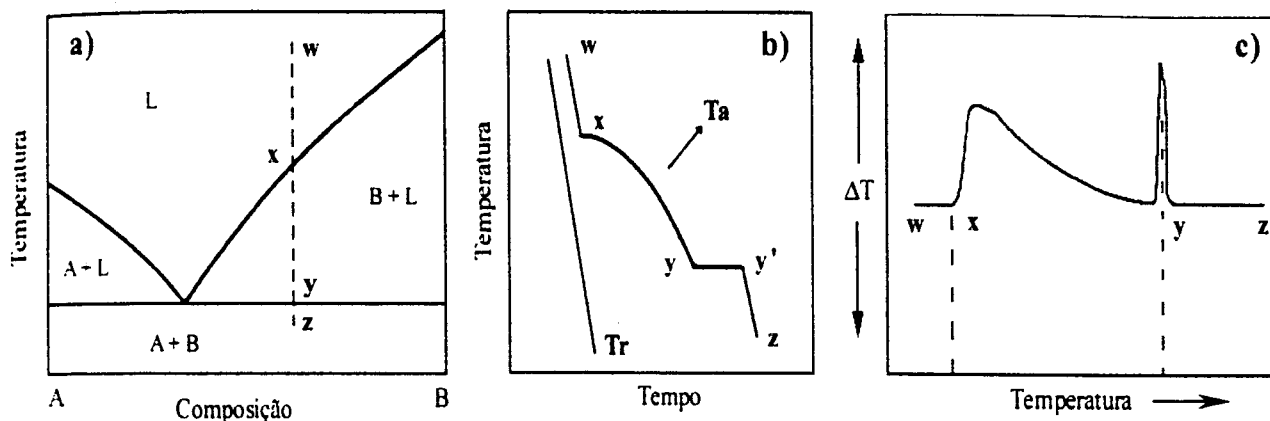 a)
w
L
x
B + L
A + L
y
z
A + B
Temperatura
A
Composição
B
b)
w
x
Ta
y
y'
z
Tr
Temperatura
Tempo
c)
ΔT
w
x
y
z
Temperatura